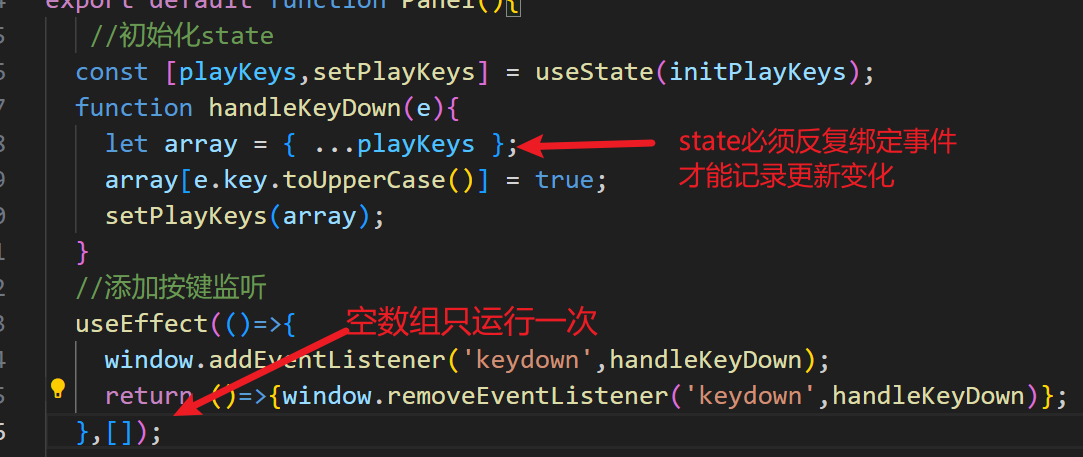 export default function Panel(){
//初始化state
const [playKeys,setPlayKeys] = useState(initPlayKeys);
function handleKeyDown(e){
let array = { ...playKeys };
state必须反复绑定事件
才能记录更新变化
array[e.key.toUpperCase()] = true;
setPlayKeys(array);
}
//添加按键监听
空数组只运行一次
useEffect(()=>{
window.addEventListener('keydown',handleKeyDown);
return ()=>{window.removeEventListener('keydown',handleKeyDown)};
},[]);